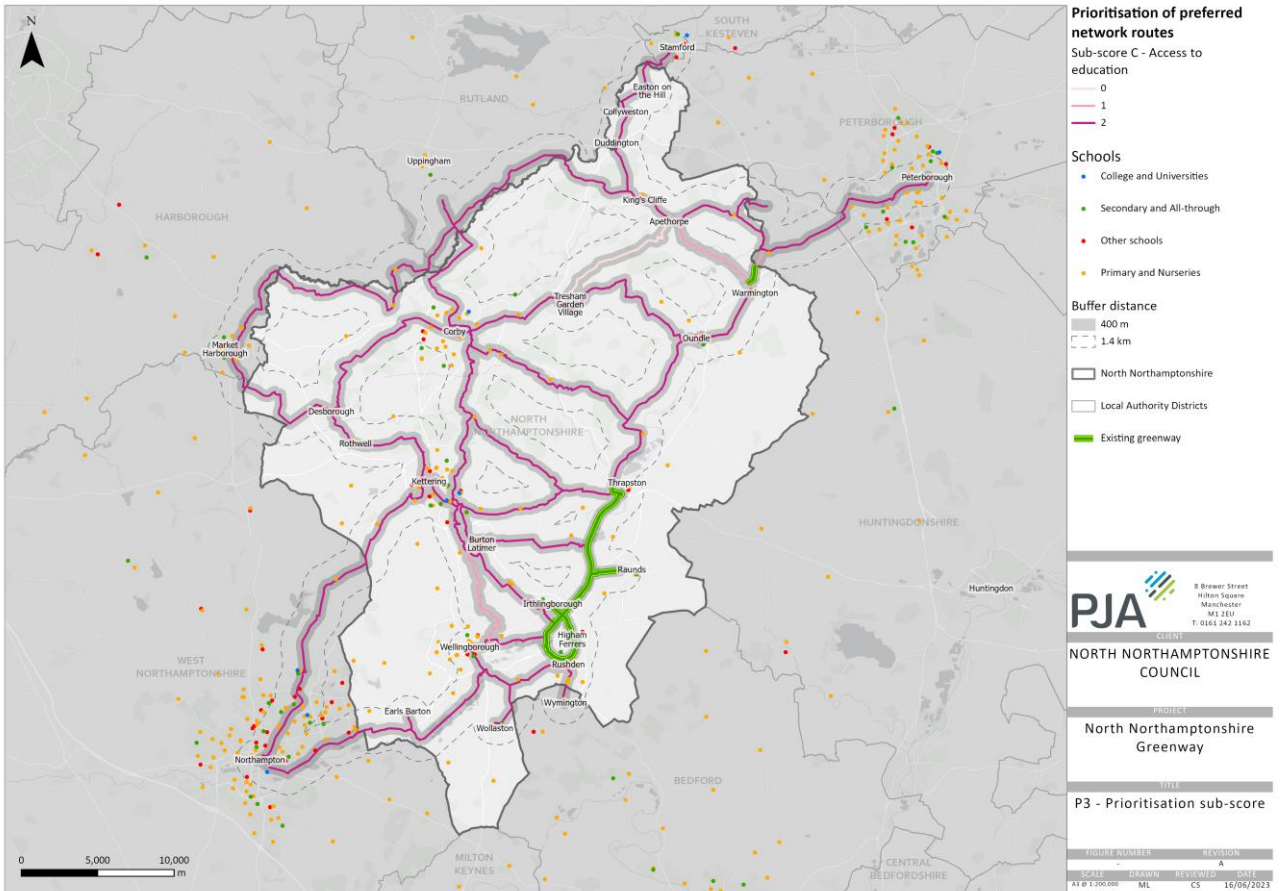 N
SOUTH
KESTEVEN
Stamford
Easton on
the Hill
RUTLAND
Collyweston
PETERBOROUGH
Duddington
Uppingham
Peterborough
King's Cliffe
HARBOROUGH
Apethorpe
Warmington
Tresham
Garden
Village
Corby
Oundle
Market
Harborough
Desborough
NORTH
NORTHAMPTONSHIRE
Rothwell
Kettering
Thrapston
HUNTINGDONSHIRE
Burton
Latimer
Raunds
Huntingdon
Irthlingborough
Higham
Ferrers
Wellingborough
Rushden
WEST
NORTHAMPTONSHIRE
Wymington
Earls Barton
Wollaston
Northampton
BEDFORD
MILTON
KEYNES
CENTRAL
BEDFORDSHIRE
0 5,000 10,000
m
Prioritisation of preferred
network routes
Sub-score C - Access to
education
0
1
2
Schools
College and Universities
Secondary and All-through
Other schools
Primary and Nurseries
Buffer distance
400 m
1.4 km
North Northamptonshire
Local Authority Districts
Existing greenway
PJA
8 Brewer Street
Hilton Square
Manchester
M1 2EU
T: 0161 242 1162
CLIENT
NORTH NORTHAMPTONSHIRE
COUNCIL
PROJECT
North Northamptonshire
Greenway
TITLE
P3 - Prioritisation sub-score
FIGURE NUMBER REVISION
- A
SCALE DRAWN REVIEWED DATE
A3 @ 1:200,000 ML CS 16/06/2023